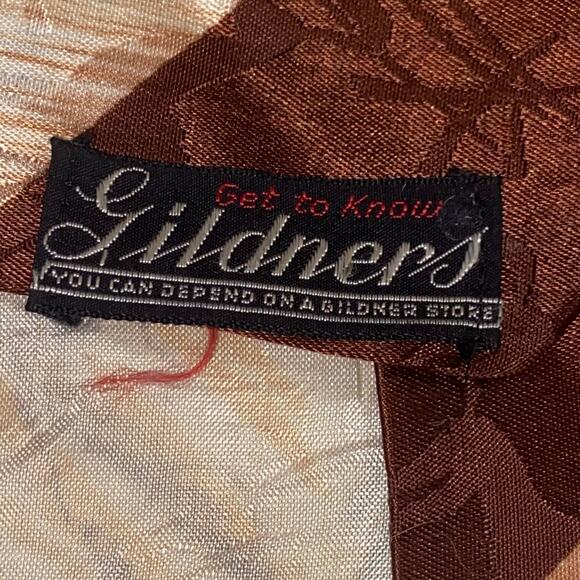 Get to Know
Gildners
YOU CAN DEPEND ON A GILDNER STORE